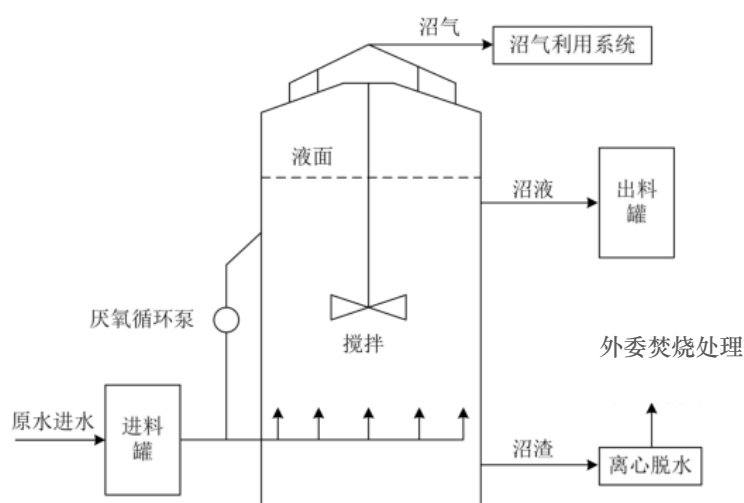 沼气
沼气利用系统
液面
沼液
出料
罐
厌氧循环泵
搅拌
外委焚烧处理
原水进水
进料
罐
沼渣
离心脱水